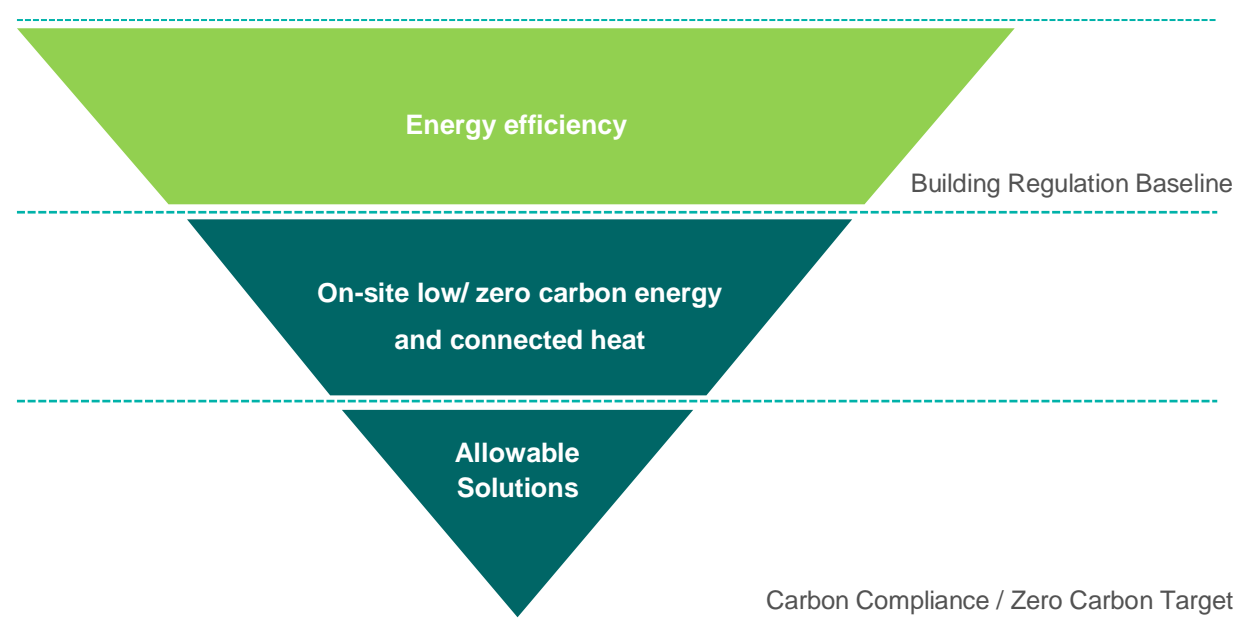 Energy efficiency
Building Regulation Baseline
On-site low/ zero carbon energy
and connected heat
Allowable
Solutions
Carbon Compliance / Zero Carbon Target